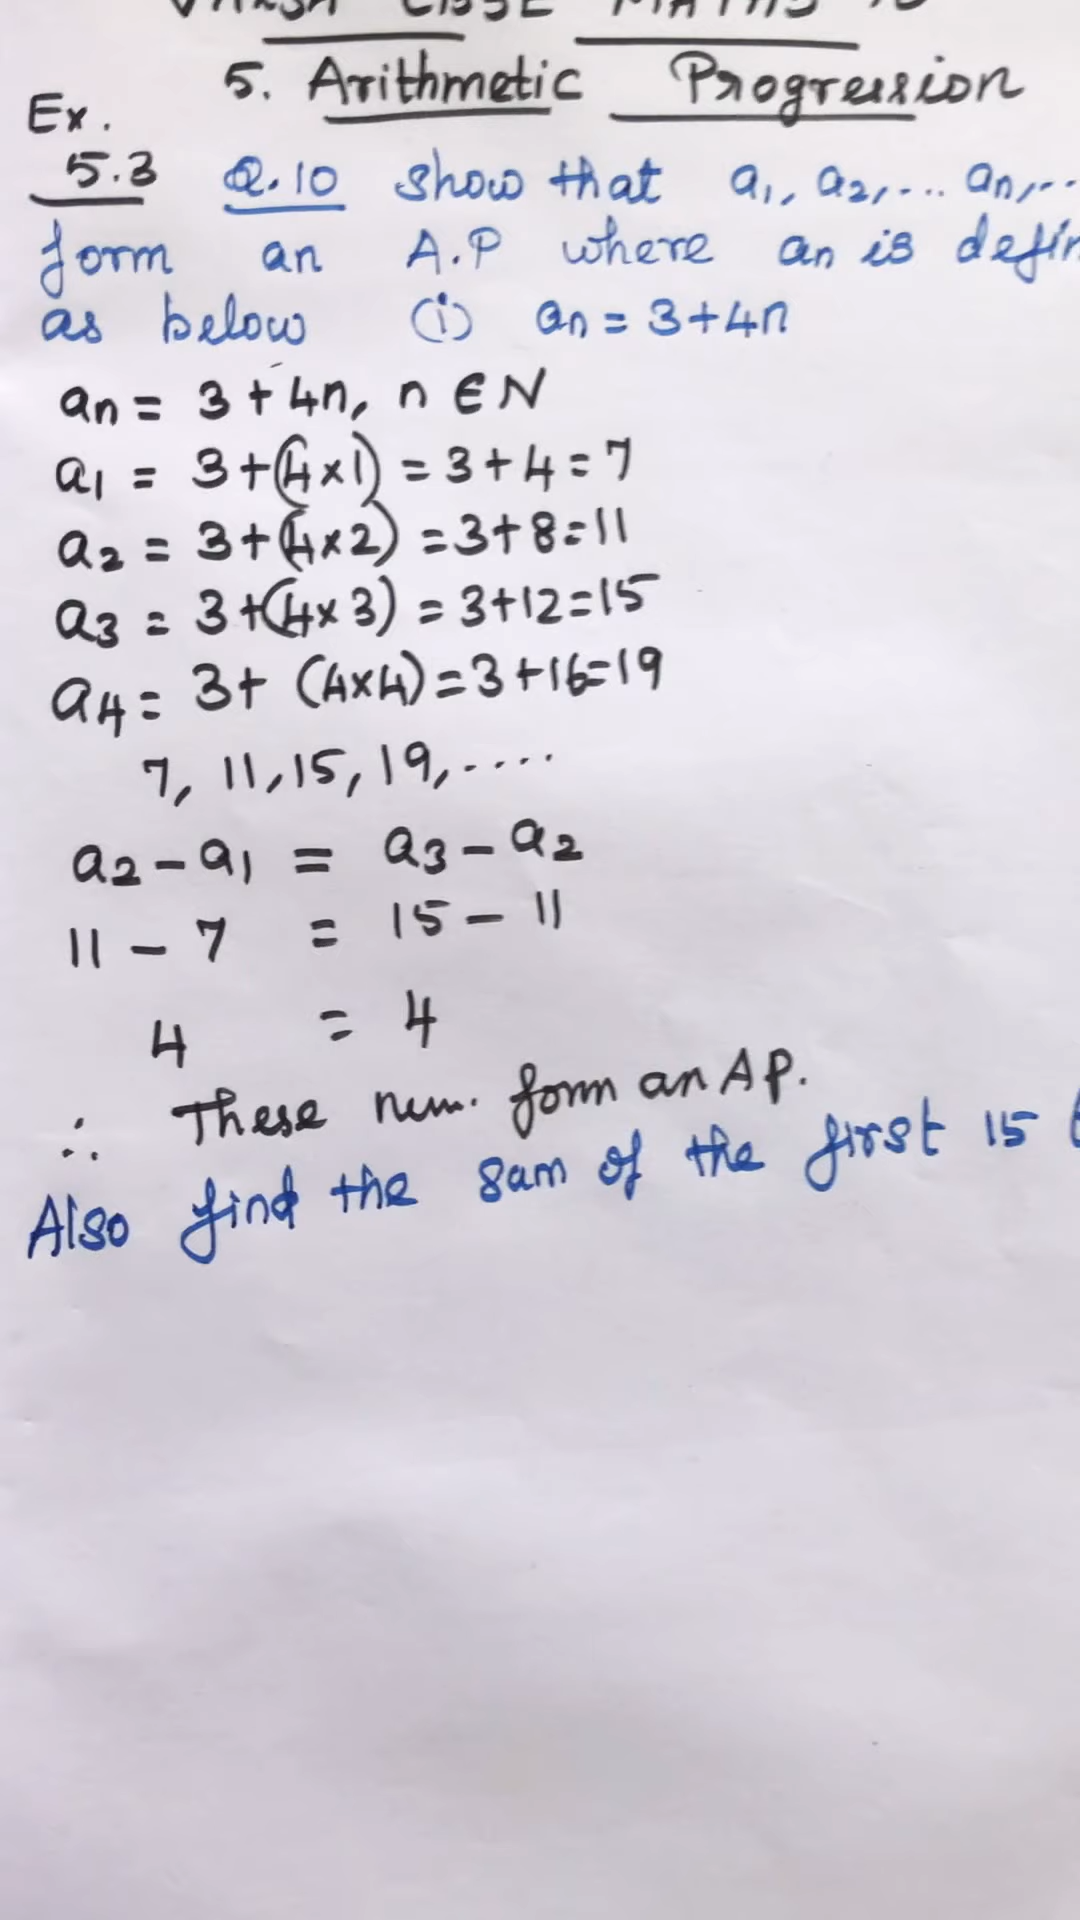 CBSE MATHS
5. Arithmetic Progression
Ex.
5.3 Q.10 show that a1, a2,... an,..
form an A.P where an is defin
as below (i) an = 3+4n
an = 3 + 4n, n ∈ N
a1 = 3+(4×1) = 3+4=7
a2 = 3+(4×2) =3+8=11
a3 = 3+(4×3) = 3+12=15
a4 = 3+ (4×4)=3+16=19
7, 11,15, 19,....
a2-a1 = a3-a2
11 - 7 = 15 - 11
4 = 4
∴ These num. form an AP.
Also find the sum of the first 15